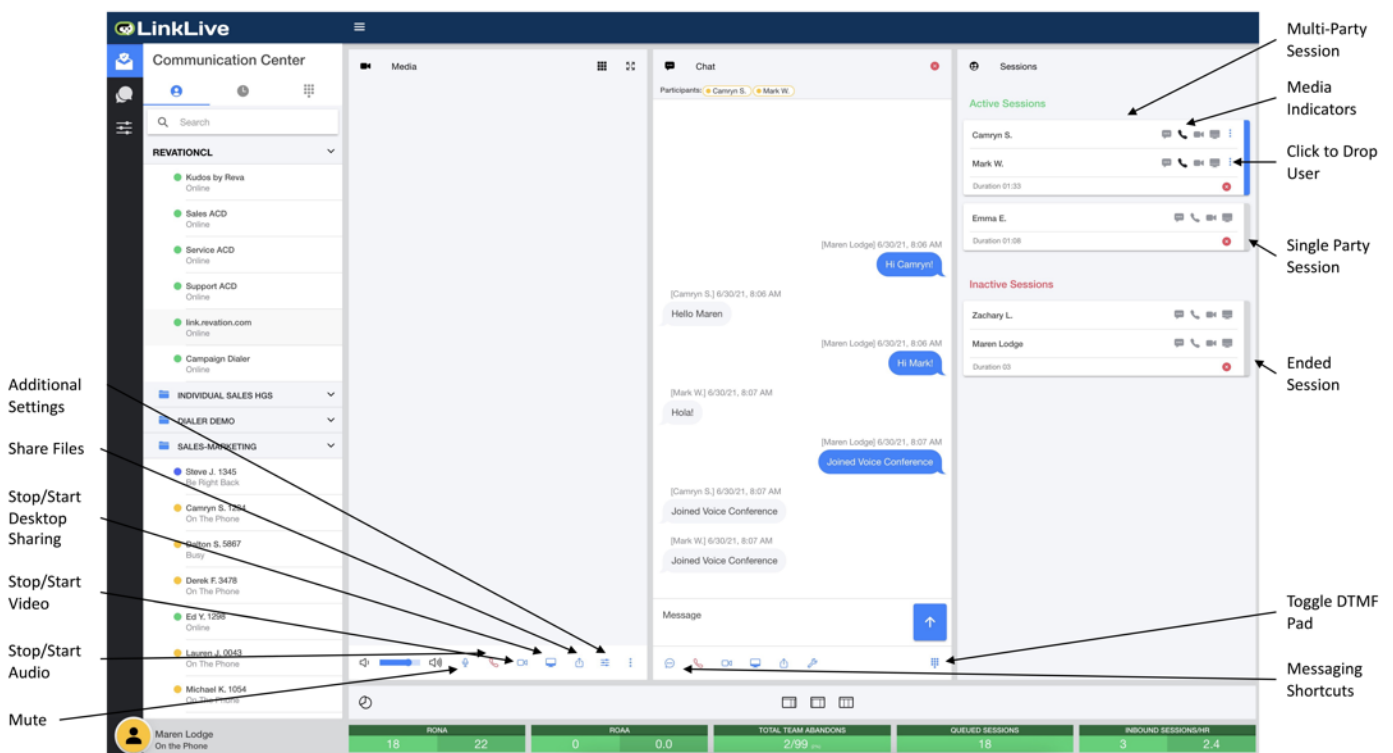 LinkLive
Communication Center
Search
REVATIONCL
Kudos by Reva
Online
Sales ACD
Online
Service ACD
Online
Support ACD
Online
link.revation.com
Online
Campaign Dialer
Online
INDIVIDUAL SALES HGS
DIALER DEMO
SALES-MARKETING
Steve J. 1345
Be Right Back
Camryn S. 1234
On The Phone
Dalton S. 5867
Busy
Derek F. 3478
On The Phone
Ed Y. 1298
Online
Lauren J. 0043
On The Phone
Michael K. 1054
On The Phone
Maren Lodge
On the Phone
Media
Chat
Participants: Camryn S. Mark W.
[Maren Lodge] 6/30/21, 8:06 AM
Hi Camryn!
[Camryn S.] 6/30/21, 8:06 AM
Hello Maren
[Maren Lodge] 6/30/21, 8:06 AM
Hi Mark!
[Mark W.] 6/30/21, 8:07 AM
Hola!
[Maren Lodge] 6/30/21, 8:07 AM
Joined Voice Conference
[Camryn S.] 6/30/21, 8:07 AM
Joined Voice Conference
[Mark W.] 6/30/21, 8:07 AM
Joined Voice Conference
Message
Sessions
Active Sessions
Camryn S.
Mark W.
Duration 01:33
Emma E.
Duration 01:08
Inactive Sessions
Zachary L.
Maren Lodge
Duration 03
RONA
18 22
ROAA
0 0.0
TOTAL TEAM ABANDONS
2/99
QUEUED SESSIONS
18
INBOUND SESSIONS/HR
3 2.4
Additional
Settings
Share Files
Stop/Start
Desktop
Sharing
Stop/Start
Video
Stop/Start
Audio
Mute
Multi-Party
Session
Media
Indicators
Click to Drop
User
Single Party
Session
Ended
Session
Toggle DTMF
Pad
Messaging
Shortcuts